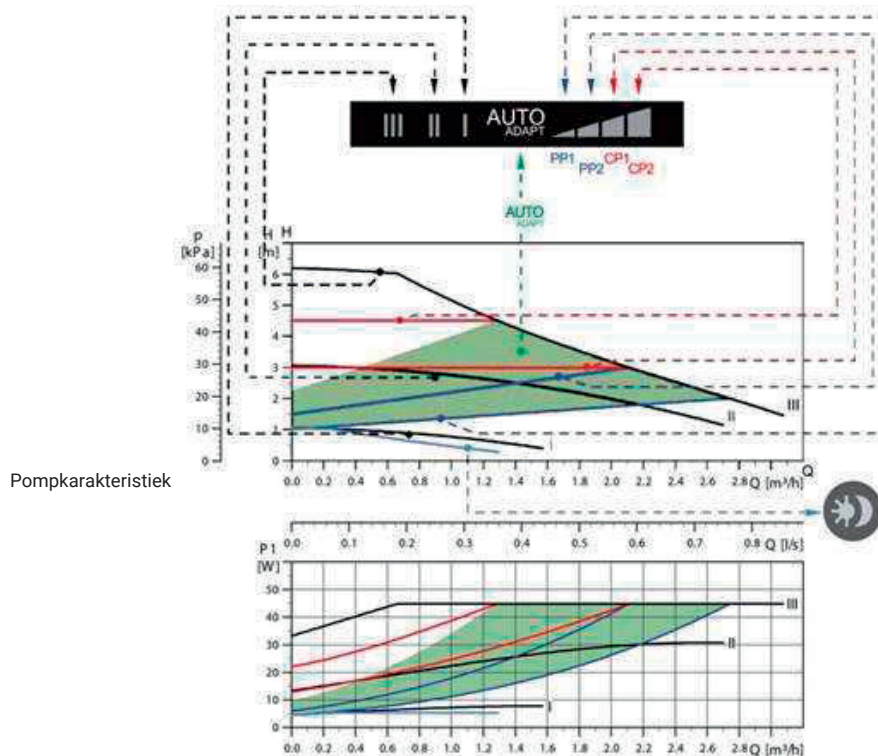 III II I AUTO ADAPT
PP1 PP2 CP1 CP2
AUTO ADAPT
p [kPa] H [m] H
60 50 40 30 20 10 0
6 5 4 3 2 1 0
III
II
I
Pompkarakteristiek
0.0 0.2 0.4 0.6 0.8 1.0 1.2 1.4 1.6 1.8 2.0 2.2 2.4 2.6 2.8 Q [m³/h] Q
0.0 0.1 0.2 0.3 0.4 0.5 0.6 0.7 0.8 Q [l/s]
P1 [W]
50
40
30
20
10
0
III
II
I
0.0 0.2 0.4 0.6 0.8 1.0 1.2 1.4 1.6 1.8 2.0 2.2 2.4 2.6 2.8 Q [m³/h]